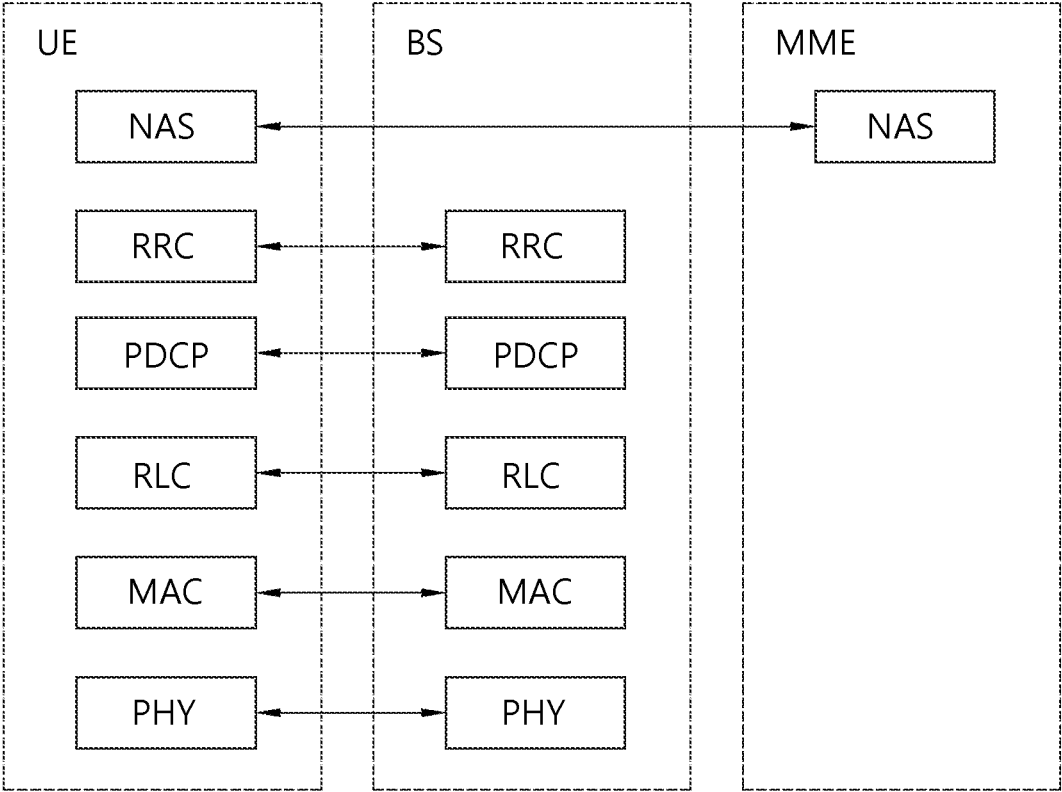 UE BS MME
NAS NAS
RRC RRC
PDCP PDCP
RLC RLC
MAC MAC
PHY PHY